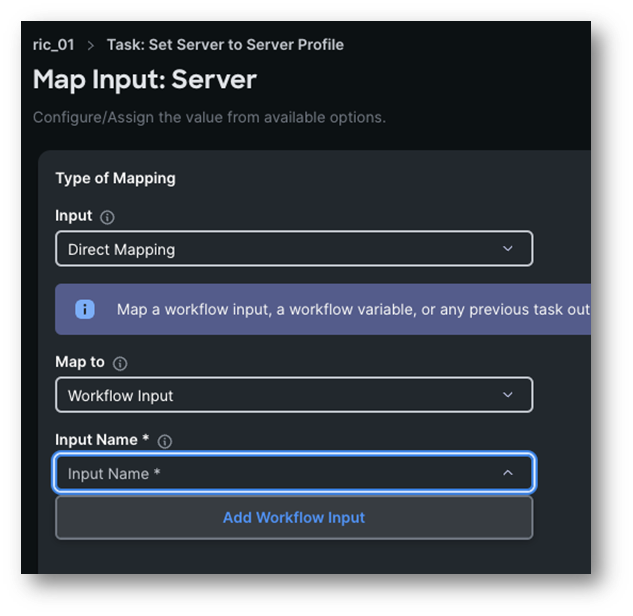 ric_01 > Task: Set Server to Server Profile
Map Input: Server
Configure/Assign the value from available options.
Type of Mapping
Input
Direct Mapping
Map a workflow input, a workflow variable, or any previous task out
Map to
Workflow Input
Input Name *
Input Name *
Add Workflow Input